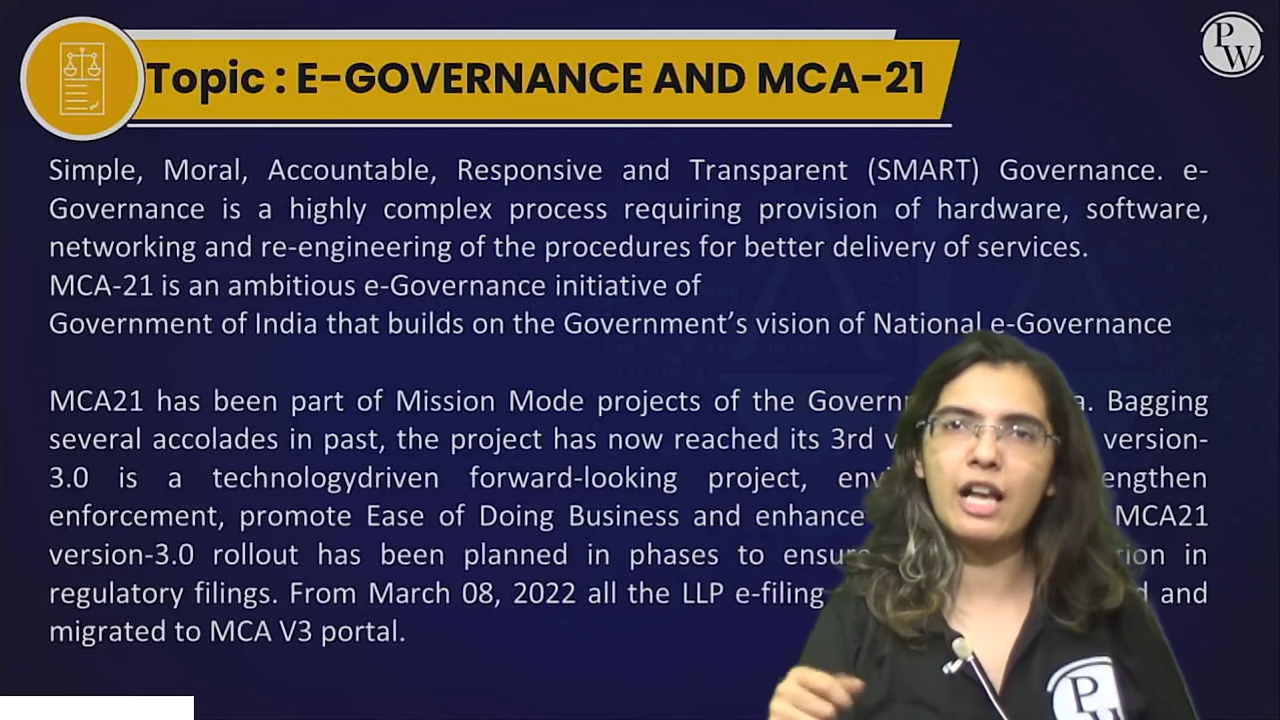 Topic : E-GOVERNANCE AND MCA-21
P
W
Simple, Moral, Accountable, Responsive and Transparent (SMART) Governance. e-
Governance is a highly complex process requiring provision of hardware, software,
networking and re-engineering of the procedures for better delivery of services.
MCA-21 is an ambitious e-Governance initiative of
Government of India that builds on the Government's vision of National e-Governance
MCA21 has been part of Mission Mode projects of the Bagging
several accolades in past, the project has now reached its 3rd version-
3.0 is a technologydriven forward-looking project,
enforcement, promote Ease of Doing Business and enhance MCA21
version-3.0 rollout has been planned in phases to in
regulatory filings. From March 08, 2022 all the LLP e-filing and
migrated to MCA V3 portal.
P
W